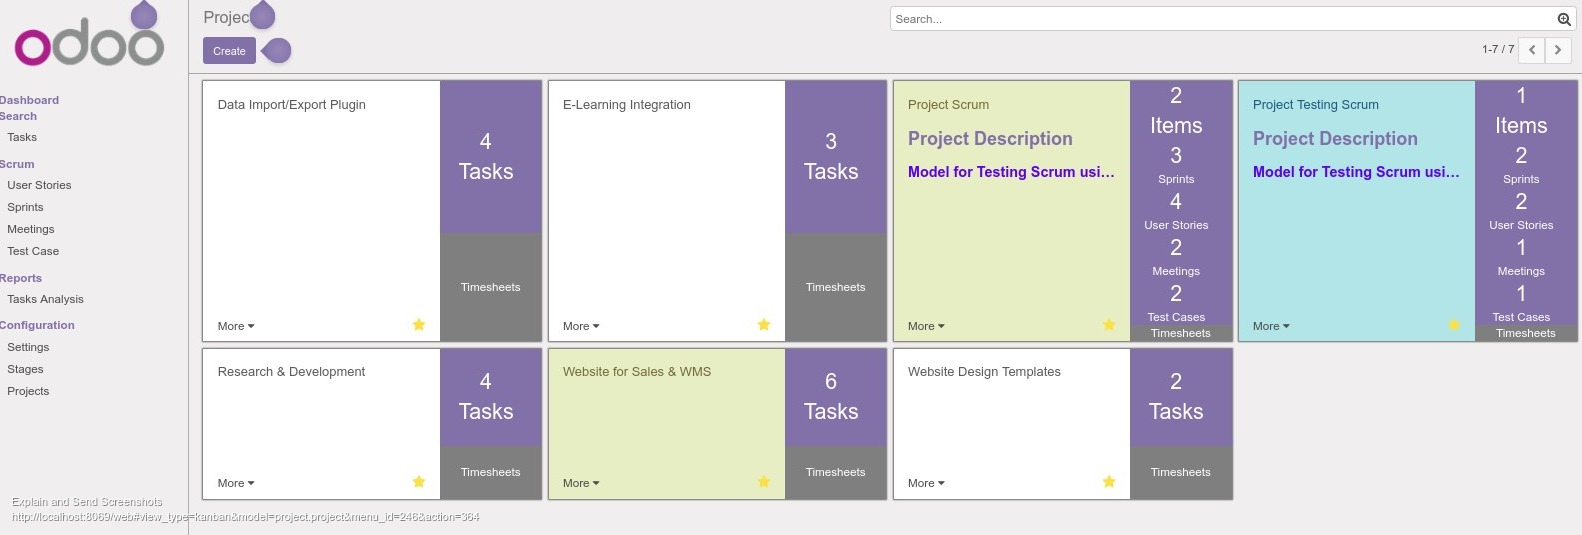 odoo
Dashboard
Search
Tasks
Scrum
User Stories
Sprints
Meetings
Test Case
Reports
Tasks Analysis
Configuration
Settings
Stages
Projects
Projec
Search...
Create
1-7 / 7
Data Import/Export Plugin
4
Tasks
Timesheets
More
E-Learning Integration
3
Tasks
Timesheets
More
Project Scrum
Project Description
Model for Testing Scrum usi...
2
Items
3
Sprints
4
User Stories
2
Meetings
2
Test Cases
Timesheets
More
Project Testing Scrum
Project Description
Model for Testing Scrum usi...
1
Items
2
Sprints
2
User Stories
1
Meetings
1
Test Cases
Timesheets
More
Research & Development
4
Tasks
Timesheets
More
Website for Sales & WMS
6
Tasks
Timesheets
More
Website Design Templates
2
Tasks
Timesheets
More
Explain and Send Screenshots
http://localhost:8069/web#view_type=kanban&model=project.project&menu_id=246&action=364